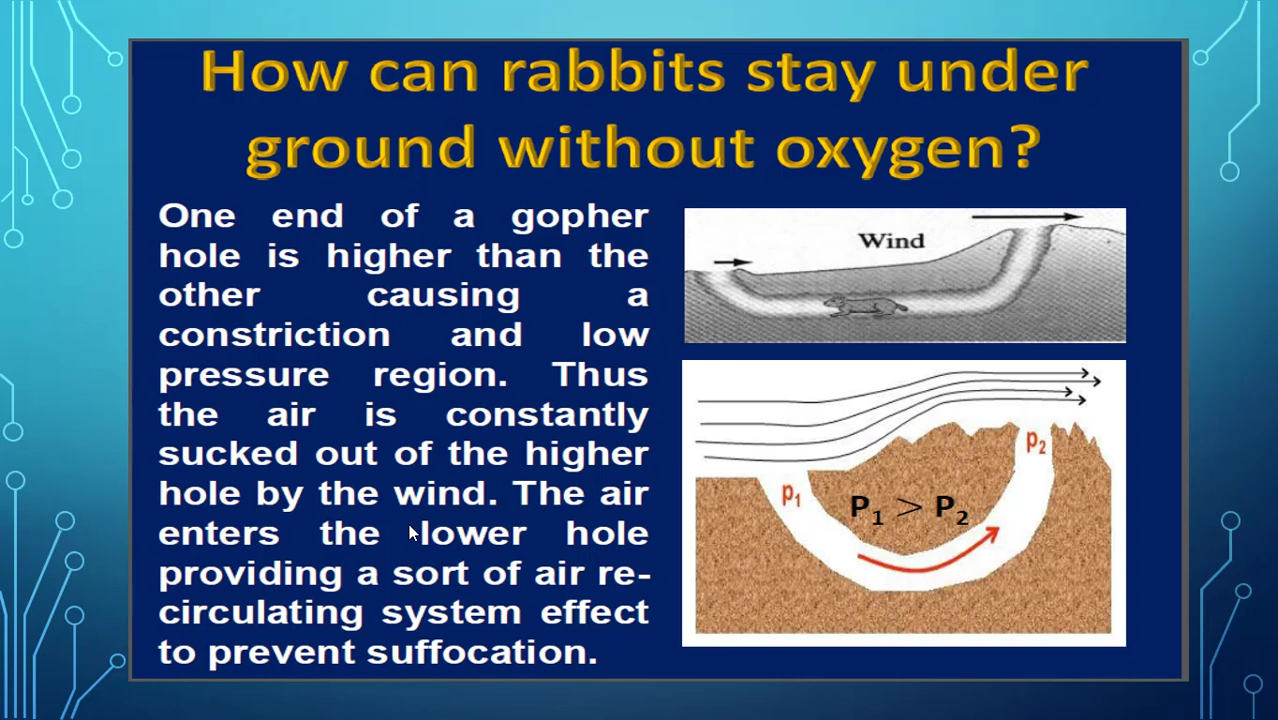 How can rabbits stay under
ground without oxygen?
One end of a gopher
hole is higher than the
other causing a
constriction and low
pressure region. Thus
the air is constantly
sucked out of the higher
hole by the wind. The air
enters the lower hole
providing a sort of air re-
circulating system effect
to prevent suffocation.
Wind
p₂
p₁
P₁ > P₂